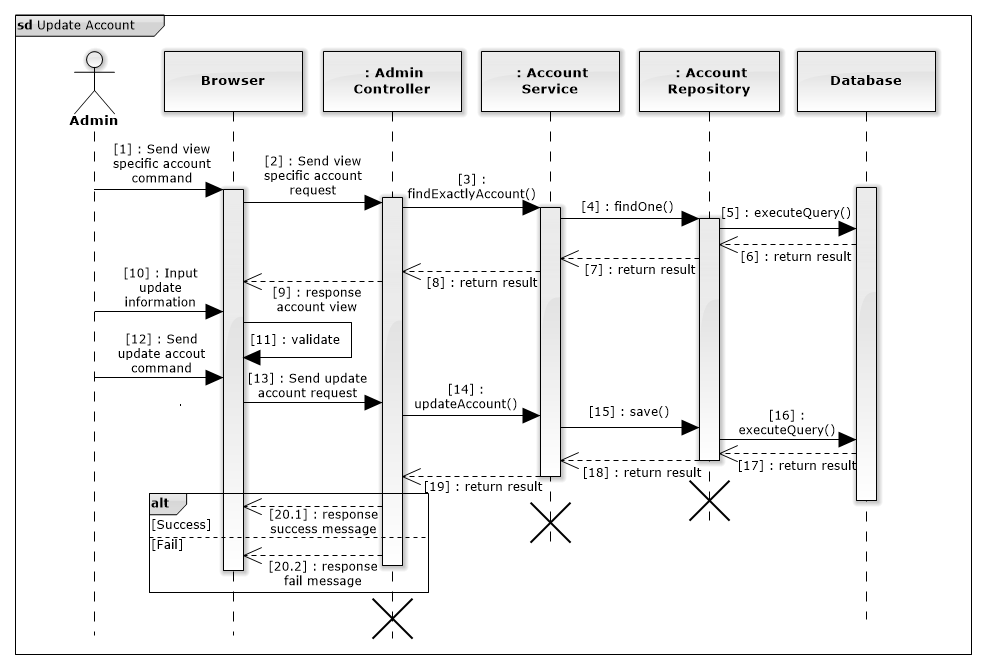 sd Update Account
Admin
Browser
: Admin
Controller
: Account
Service
: Account
Repository
Database
[1] : Send view
specific account
command
[2] : Send view
specific account
request
[3] :
findExactlyAccount()
[4] : findOne()
[5] : executeQuery()
[6] : return result
[7] : return result
[8] : return result
[9] : response
account view
[10] : Input
update
information
[11] : validate
[12] : Send
update accout
command
[13] : Send update
account request
[14] :
updateAccount()
[15] : save()
[16] :
executeQuery()
[17] : return result
[18] : return result
[19] : return result
alt
[Success]
[20.1] : response
success message
[Fail]
[20.2] : response
fail message